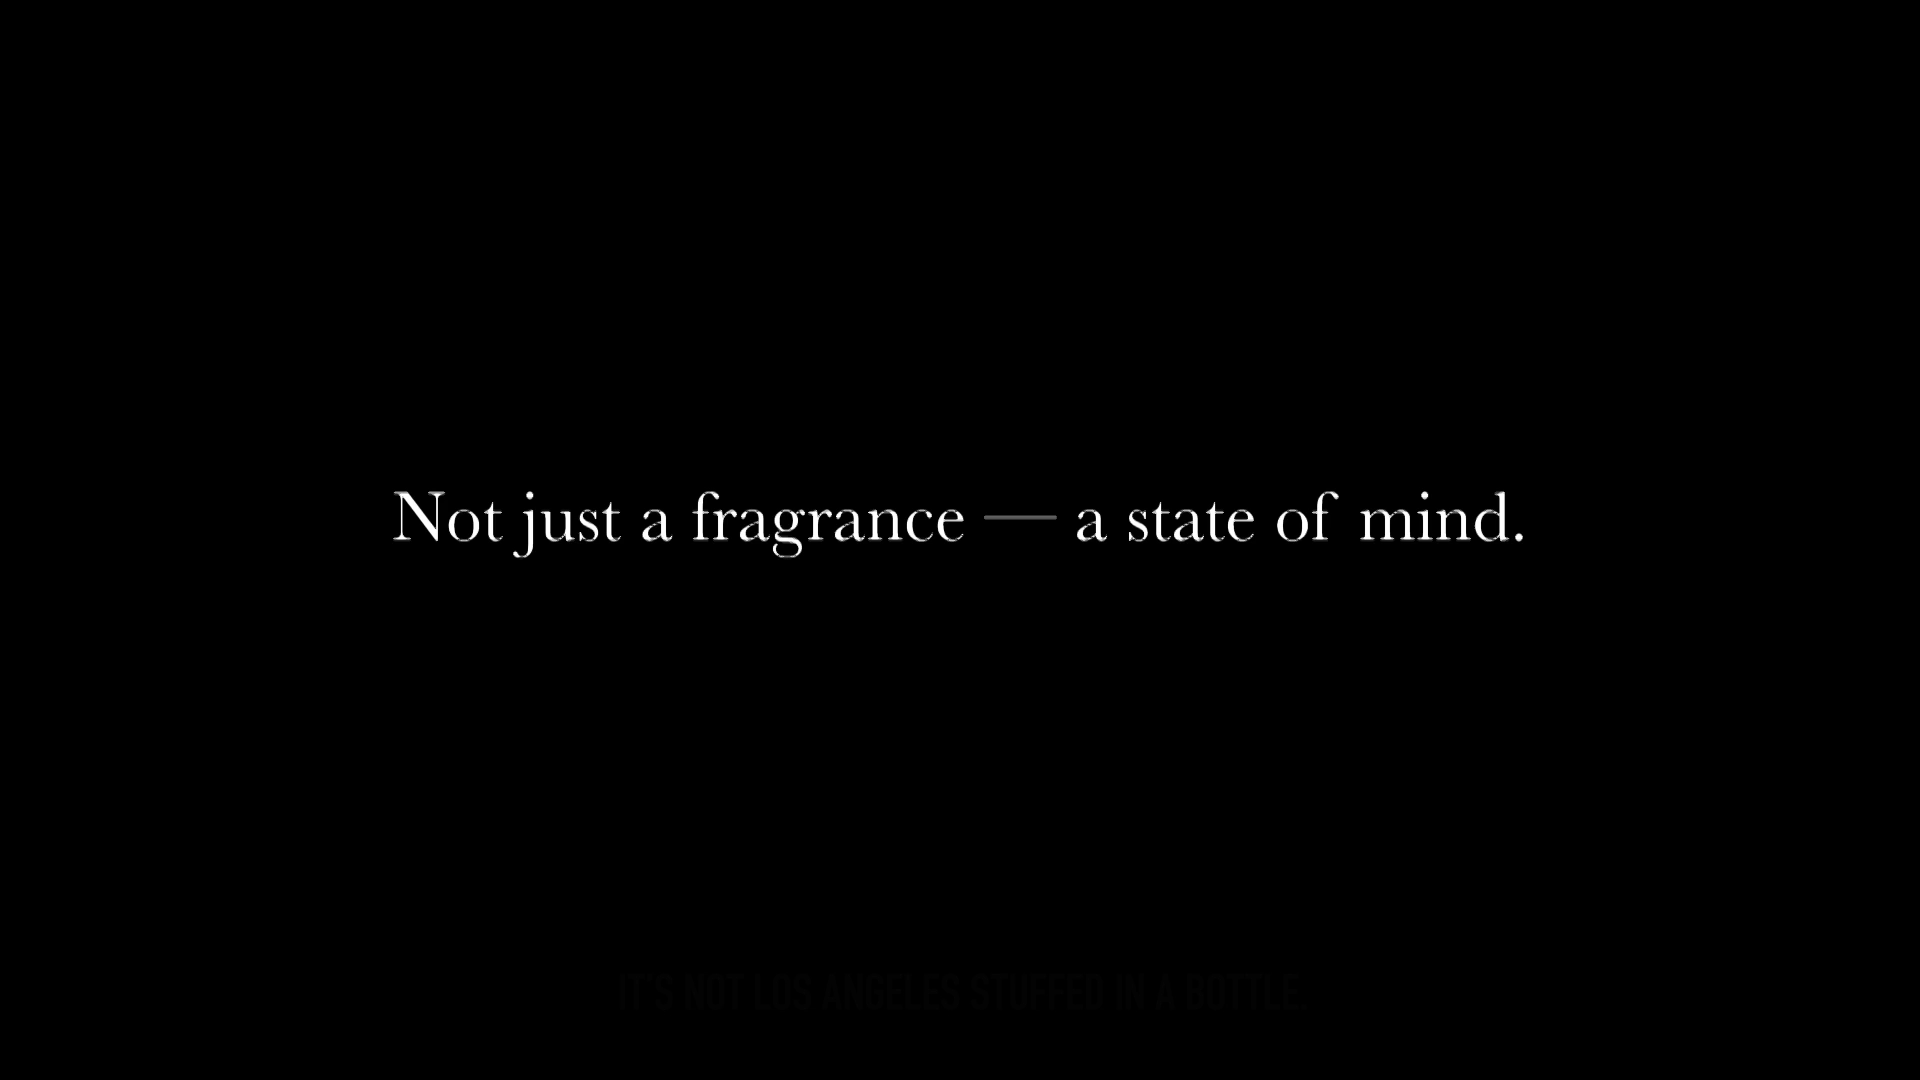 Not just a fragrance — a state of mind.
IT'S NOT LOS ANGELES STUFFED IN A BOTTLE.